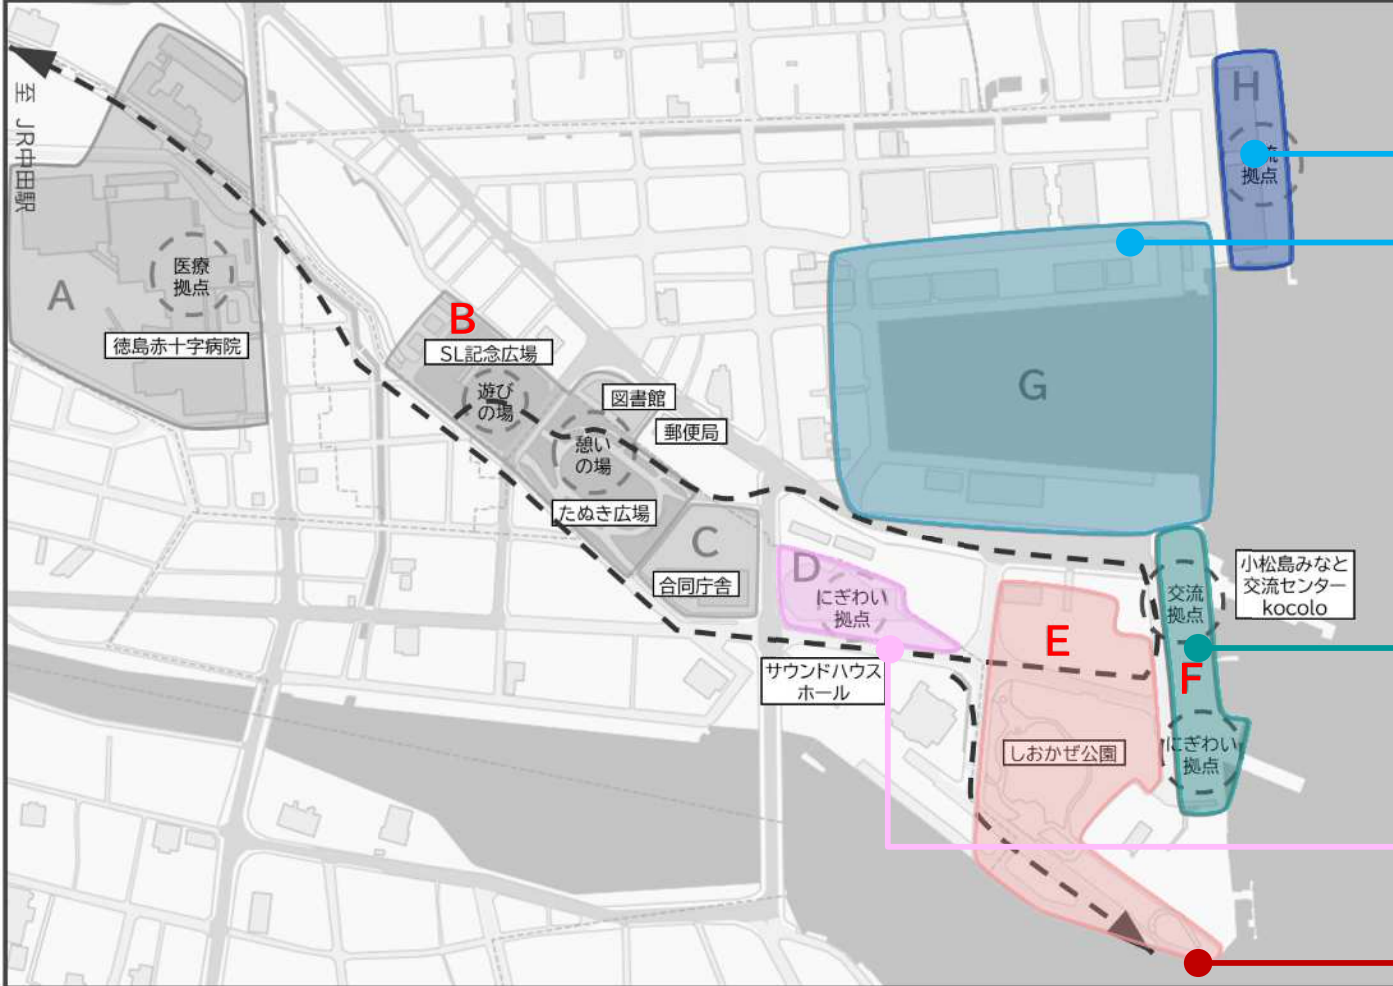 至 JR中田駅
A
医療
拠点
徳島赤十字病院
B
SL記念広場
遊び
の場
図書館
郵便局
憩い
の場
たぬき広場
C
合同庁舎
D
にぎわい
拠点
サウンドハウス
ホール
E
しおかぜ公園
F
交流
拠点
にぎわい
拠点
小松島みなと
交流センター
kocolo
G
H
交流
拠点